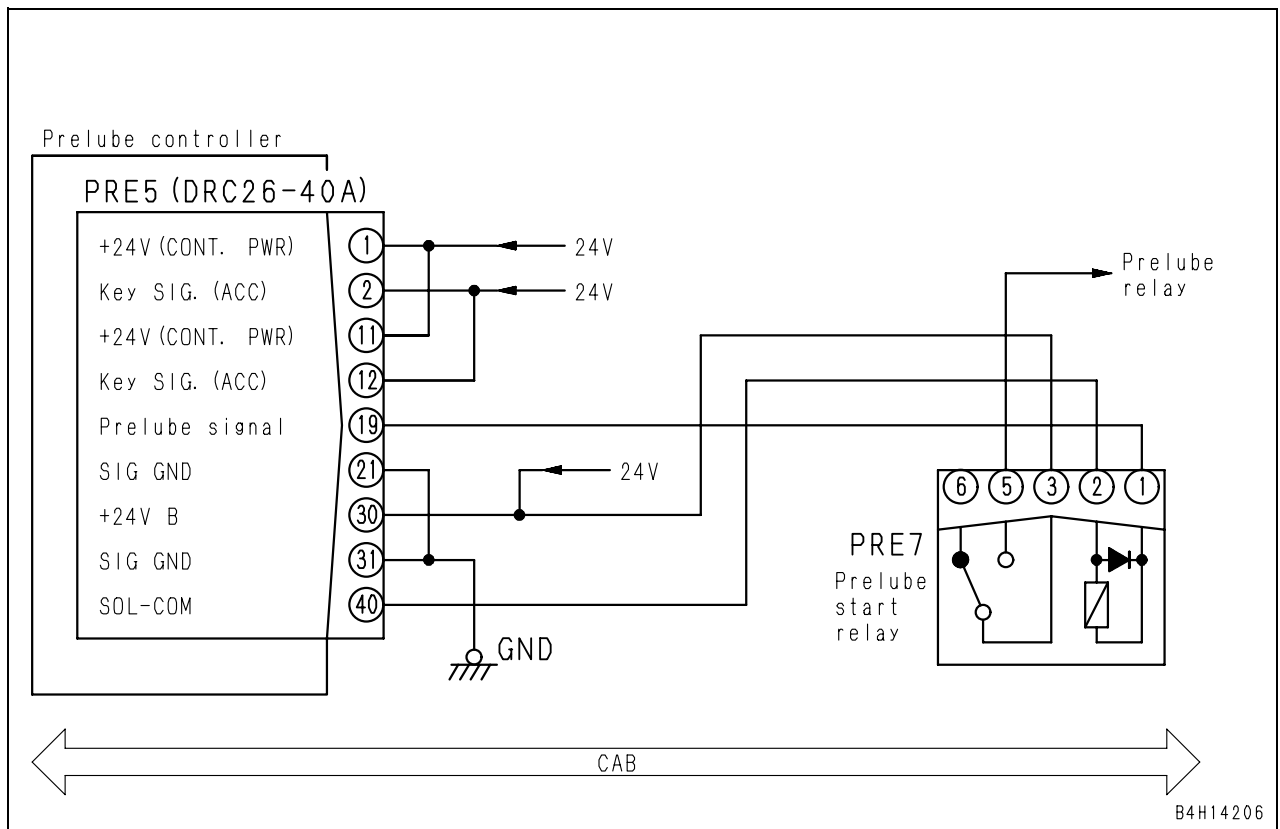 Prelube controller
PRE5 (DRC26-40A)
+24V (CONT. PWR) 1 24V
Key SIG. (ACC) 2 24V
+24V (CONT. PWR) 11
Key SIG. (ACC) 12
Prelube signal 19
SIG GND 21 24V
+24V B 30
SIG GND 31
SOL-COM 40
GND
Prelube
relay
6 5 3 2 1
PRE7
Prelube
start
relay
CAB
B4H14206